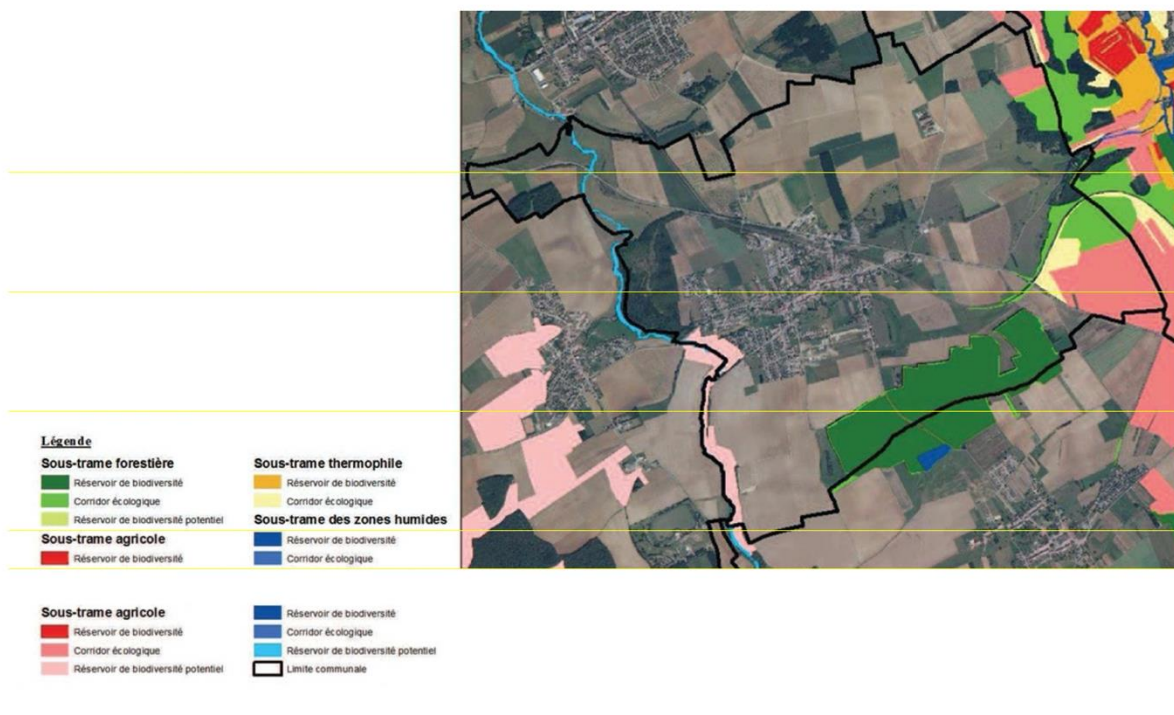 Légende
Sous-trame forestière
Réservoir de biodiversité
Corridor écologique
Réservoir de biodiversité potentiel
Sous-trame agricole
Réservoir de biodiversité
Sous-trame thermophile
Réservoir de biodiversité
Corridor écologique
Sous-trame des zones humides
Réservoir de biodiversité
Corridor écologique
Sous-trame agricole
Réservoir de biodiversité
Corridor écologique
Réservoir de biodiversité potentiel
Réservoir de biodiversité
Corridor écologique
Réservoir de biodiversité potentiel
Limite communale